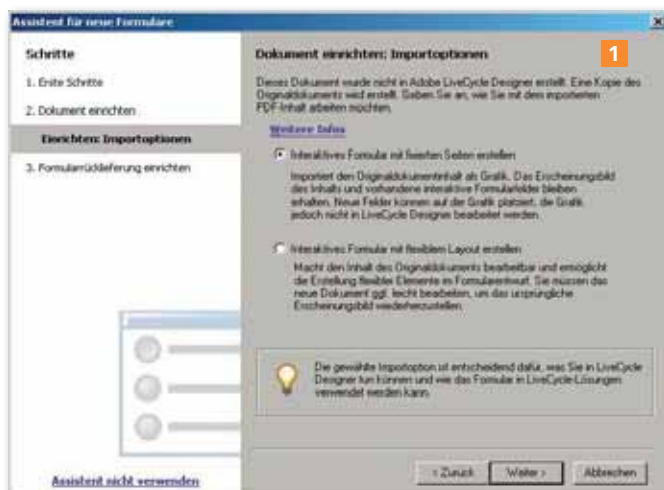 Assistent für neue Formulare
Schritte
1. Erste Schritte
2. Dokument einrichten
Einrichten: Importoptionen
3. Formularrücklieferung einrichten
Assistent nicht verwenden
Dokument einrichten: Importoptionen
1
Dieses Dokument wurde nicht in Adobe LiveCycle Designer erstellt. Eine Kopie des
Originaldokuments wird erstellt. Geben Sie an, wie Sie mit dem importierten
PDF-Inhalt arbeiten möchten.
Weitere Infos
Interaktives Formular mit fixierten Seiten erstellen
Importiert den Originaldokumentinhalt als Grafik. Das Erscheinungsbild
des Inhalts und vorhandene interaktive Formularfelder bleiben
erhalten. Neue Felder können auf der Grafik platziert, die Grafik
jedoch nicht in LiveCycle Designer bearbeitet werden.
Interaktives Formular mit flexiblem Layout erstellen
Macht den Inhalt des Originaldokuments bearbeitbar und ermöglicht
die Erstellung flexibler Elemente im Formularentwurf. Sie müssen das
neue Dokument ggf. leicht bearbeiten, um das ursprüngliche
Erscheinungsbild wiederherzustellen.
Die gewählte Importoption ist entscheidend dafür, was Sie in LiveCycle
Designer tun können und wie das Formular in LiveCycle-Lösungen
verwendet werden kann.
< Zurück
Weiter >
Abbrechen